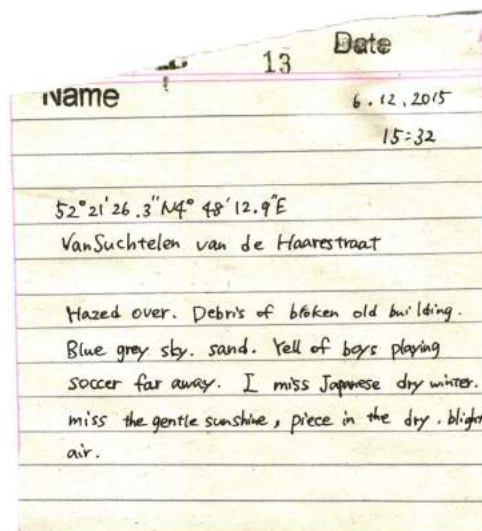 13 Date
Name
6.12.2015
15:32
52°21'26.3"N4° 48'12.9"E
VanSuchtelen van de Haarestraat
Hazed over. Debris of bloken old building.
Blue grey sky. sand. Yell of boys playing
soccer far away. I miss Japanese dry winter.
miss the gentle sunshine, piece in the dry. blight
air.